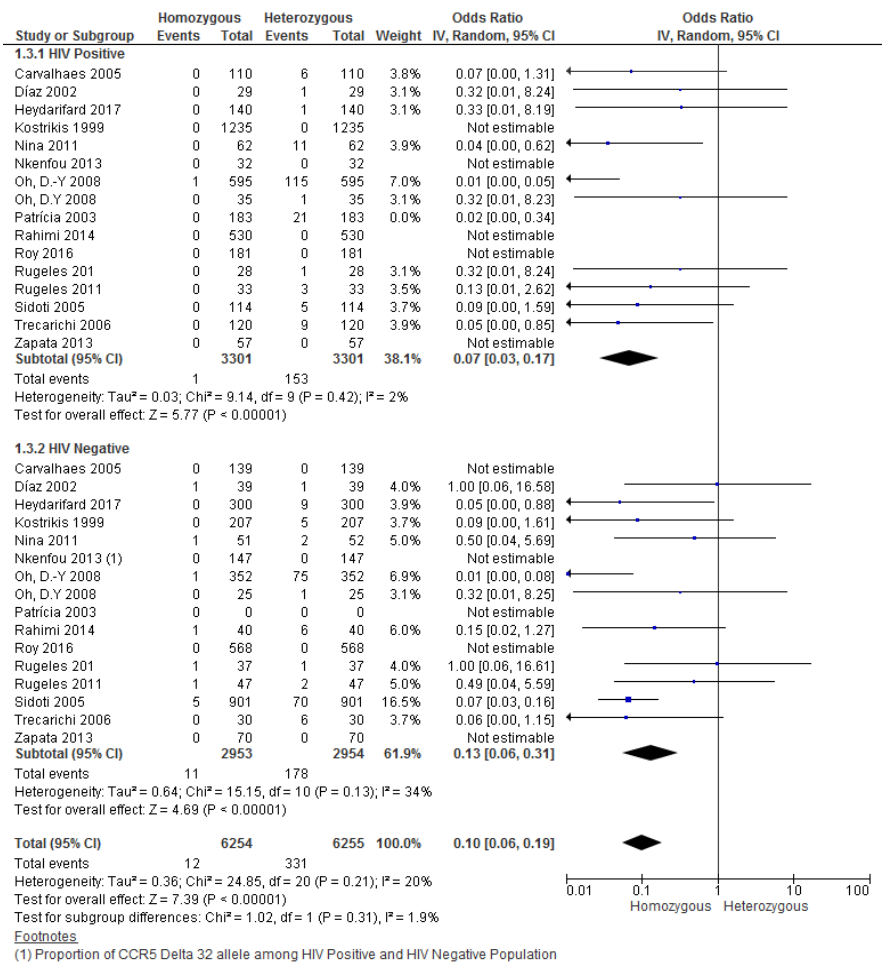 Homozygous Heterozygous Odds Ratio Odds Ratio
Study or Subgroup Events Total Events Total Weight IV, Random, 95% CI IV, Random, 95% CI
1.3.1 HIV Positive
Carvalhaes 2005 0 110 6 110 3.8% 0.07 [0.00, 1.31]
Díaz 2002 0 29 1 29 3.1% 0.32 [0.01, 8.24]
Heydarifard 2017 0 140 1 140 3.1% 0.33 [0.01, 8.19]
Kostrikis 1999 0 1235 0 1235 Not estimable
Nina 2011 0 62 11 62 3.9% 0.04 [0.00, 0.62]
Nkenfou 2013 0 32 0 32 Not estimable
Oh, D.-Y 2008 1 595 115 595 7.0% 0.01 [0.00, 0.05]
Oh, D.Y 2008 0 35 1 35 3.1% 0.32 [0.01, 8.23]
Patrícia 2003 0 183 21 183 0.0% 0.02 [0.00, 0.34]
Rahimi 2014 0 530 0 530 Not estimable
Roy 2016 0 181 0 181 Not estimable
Rugeles 201 0 28 1 28 3.1% 0.32 [0.01, 8.24]
Rugeles 2011 0 33 3 33 3.1% 0.13 [0.01, 2.62]
Sidoti 2005 0 114 5 114 3.7% 0.09 [0.00, 1.59]
Trecarichi 2006 0 120 9 120 3.9% 0.05 [0.00, 0.85]
Zapata 2013 0 57 0 57 Not estimable
Subtotal (95% CI) 3301 3301 38.1% 0.07 [0.03, 0.17]
Total events 1 153
Heterogeneity: Tau² = 0.03; Chi² = 9.14, df = 9 (P = 0.42); I² = 2%
Test for overall effect: Z = 5.77 (P < 0.00001)
1.3.2 HIV Negative
Carvalhaes 2005 0 139 0 139 Not estimable
Díaz 2002 1 39 1 39 4.0% 1.00 [0.06, 16.58]
Heydarifard 2017 0 300 9 300 3.9% 0.05 [0.00, 0.88]
Kostrikis 1999 0 207 5 207 3.7% 0.09 [0.00, 1.61]
Nina 2011 1 51 2 52 5.0% 0.50 [0.04, 5.69]
Nkenfou 2013 (1) 0 147 0 147 Not estimable
Oh, D.-Y 2008 1 352 75 352 6.9% 0.01 [0.00, 0.08]
Oh, D.Y 2008 0 25 1 25 3.1% 0.32 [0.01, 8.25]
Patrícia 2003 0 0 0 0 Not estimable
Rahimi 2014 1 40 6 40 6.0% 0.15 [0.02, 1.27]
Roy 2016 0 568 0 568 Not estimable
Rugeles 201 1 37 1 37 4.0% 1.00 [0.06, 16.61]
Rugeles 2011 1 47 2 47 5.0% 0.49 [0.04, 5.59]
Sidoti 2005 5 901 70 901 16.5% 0.07 [0.03, 0.16]
Trecarichi 2006 0 30 6 30 3.7% 0.06 [0.00, 1.15]
Zapata 2013 0 70 0 70 Not estimable
Subtotal (95% CI) 2953 2954 61.9% 0.13 [0.06, 0.31]
Total events 11 178
Heterogeneity: Tau² = 0.64; Chi² = 15.15, df = 10 (P = 0.13); I² = 34%
Test for overall effect: Z = 4.69 (P < 0.00001)
Total (95% CI) 6254 6255 100.0% 0.10 [0.06, 0.19]
Total events 12 331
Heterogeneity: Tau² = 0.36; Chi² = 24.85, df = 20 (P = 0.21); I² = 20%
Test for overall effect: Z = 7.39 (P < 0.00001)
Test for subgroup differences: Chi² = 1.02, df = 1 (P = 0.31), I² = 1.9%
0.01 0.1 1 10 100
Homozygous Heterozygous
Footnotes
(1) Proportion of CCR5 Delta 32 allele among HIV Positive and HIV Negative Population